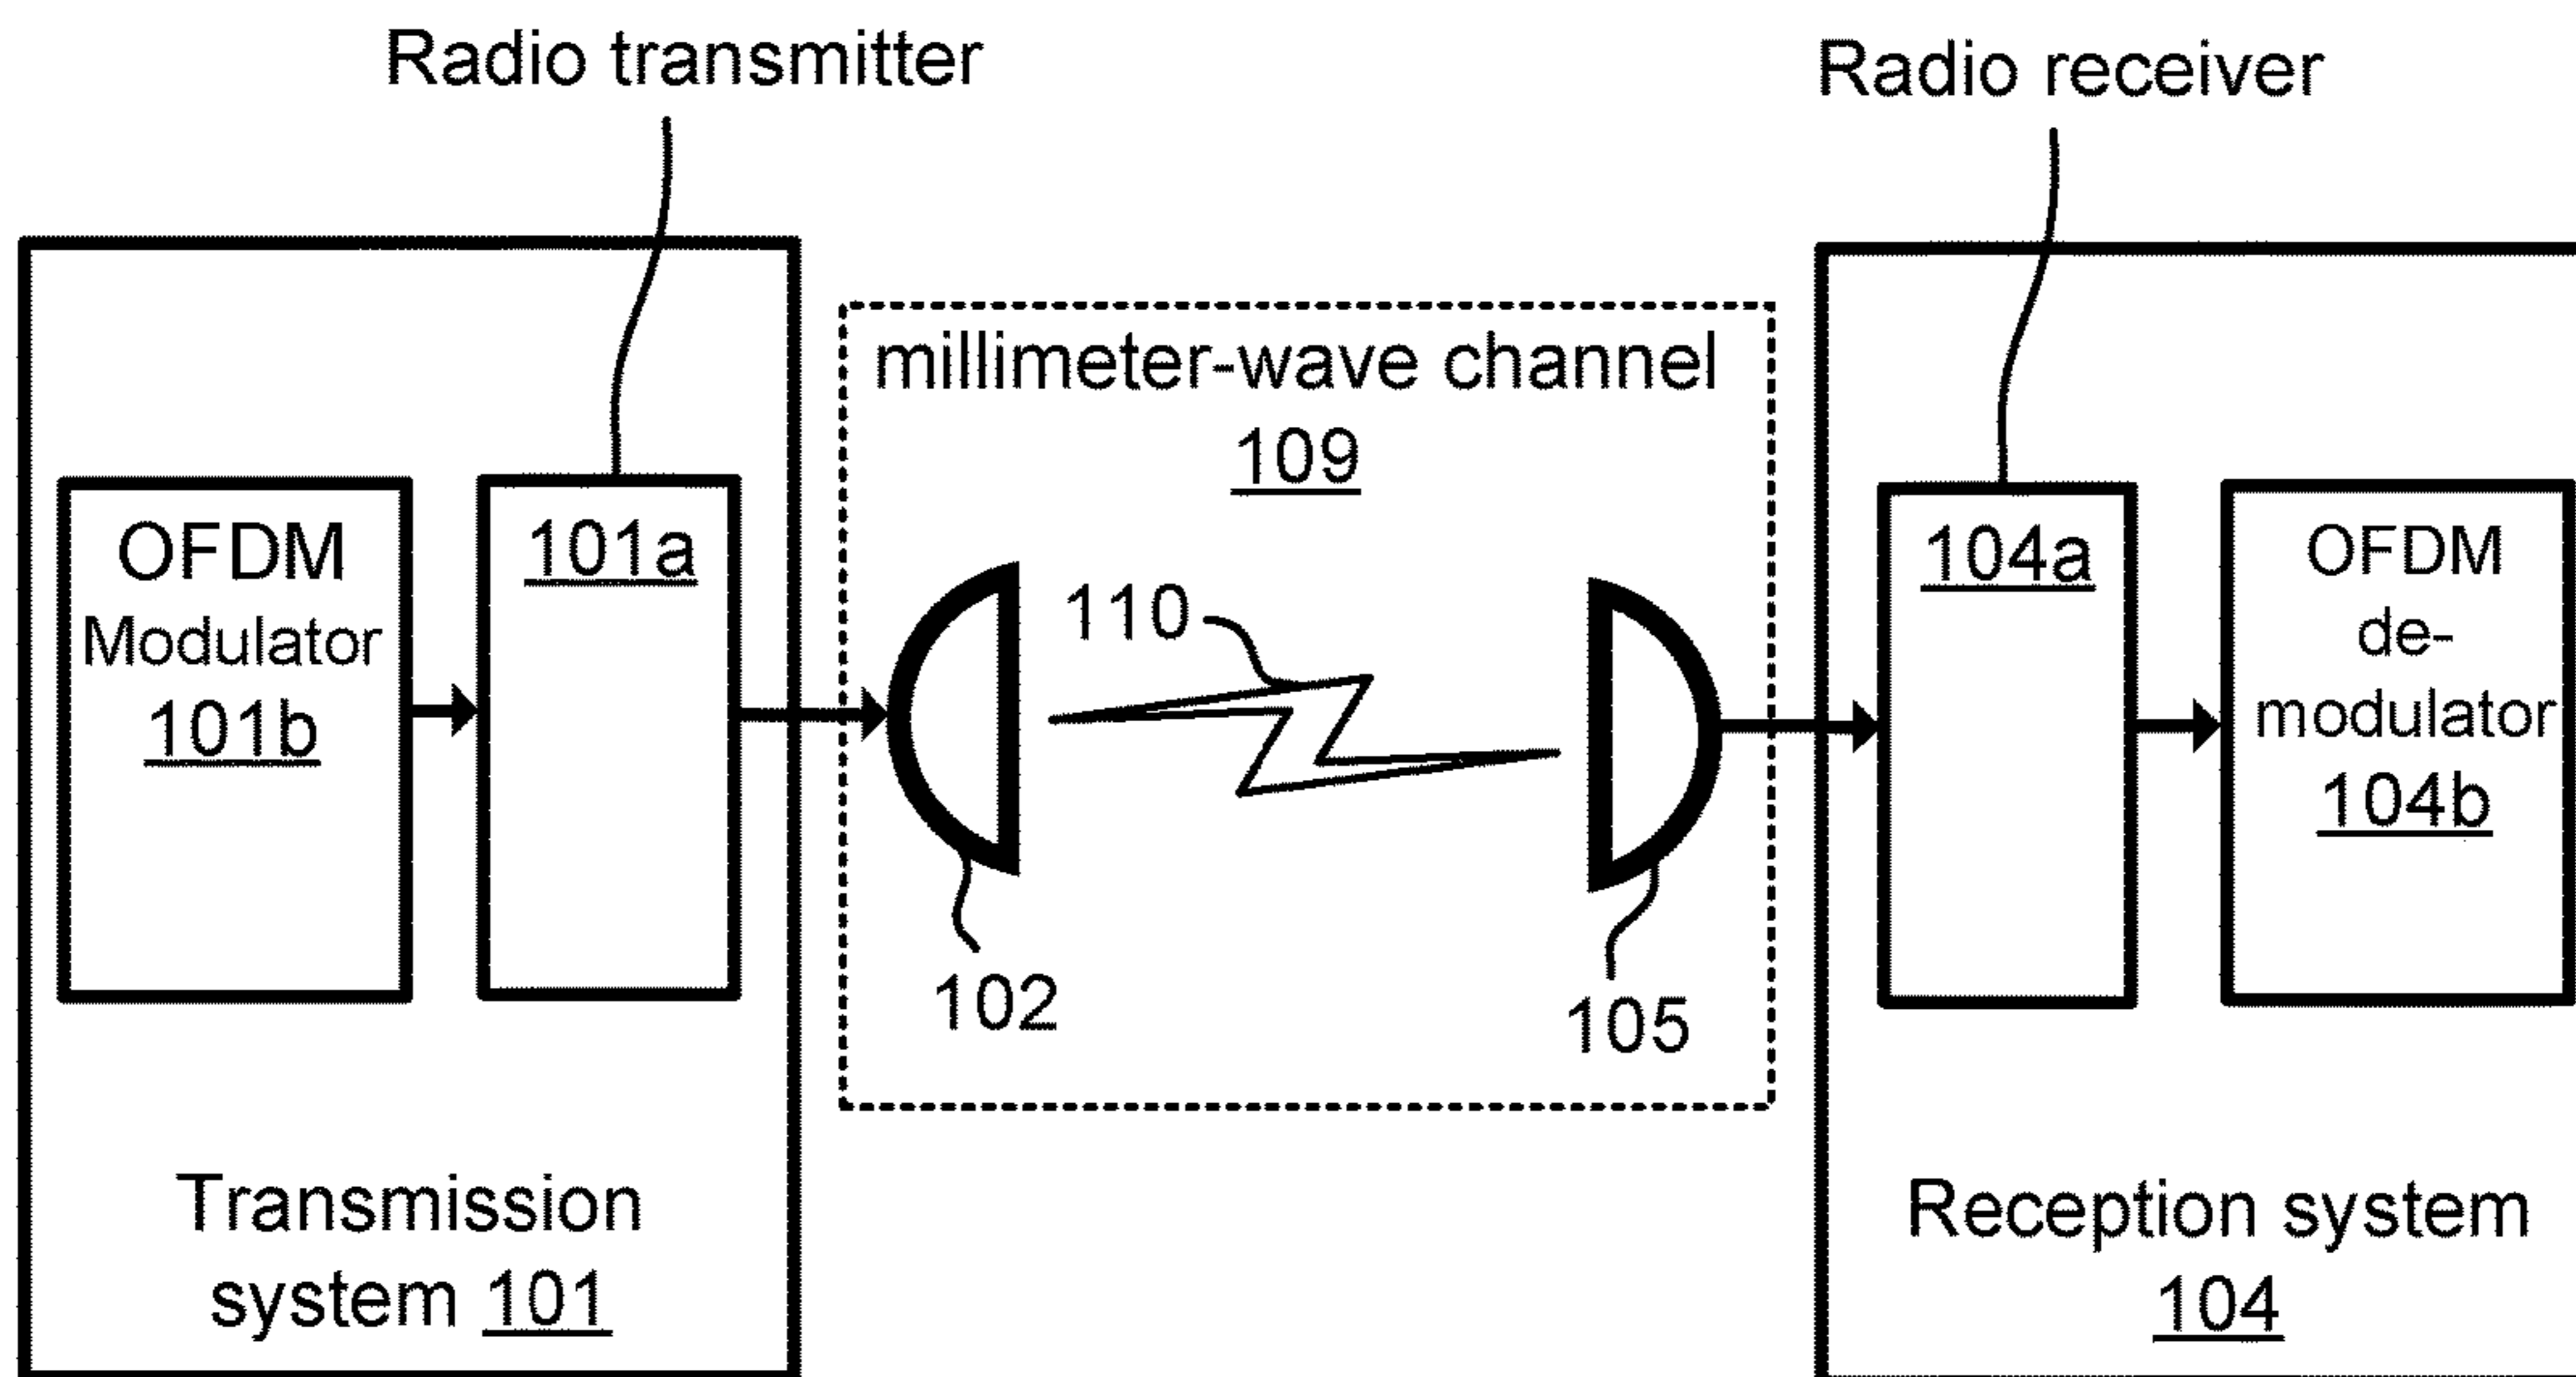 Radio transmitter
Radio receiver
millimeter-wave channel
109
OFDM
Modulator
101b
101a
110
102
105
104a
OFDM
de-
modulator
104b
Transmission
system 101
Reception system
104